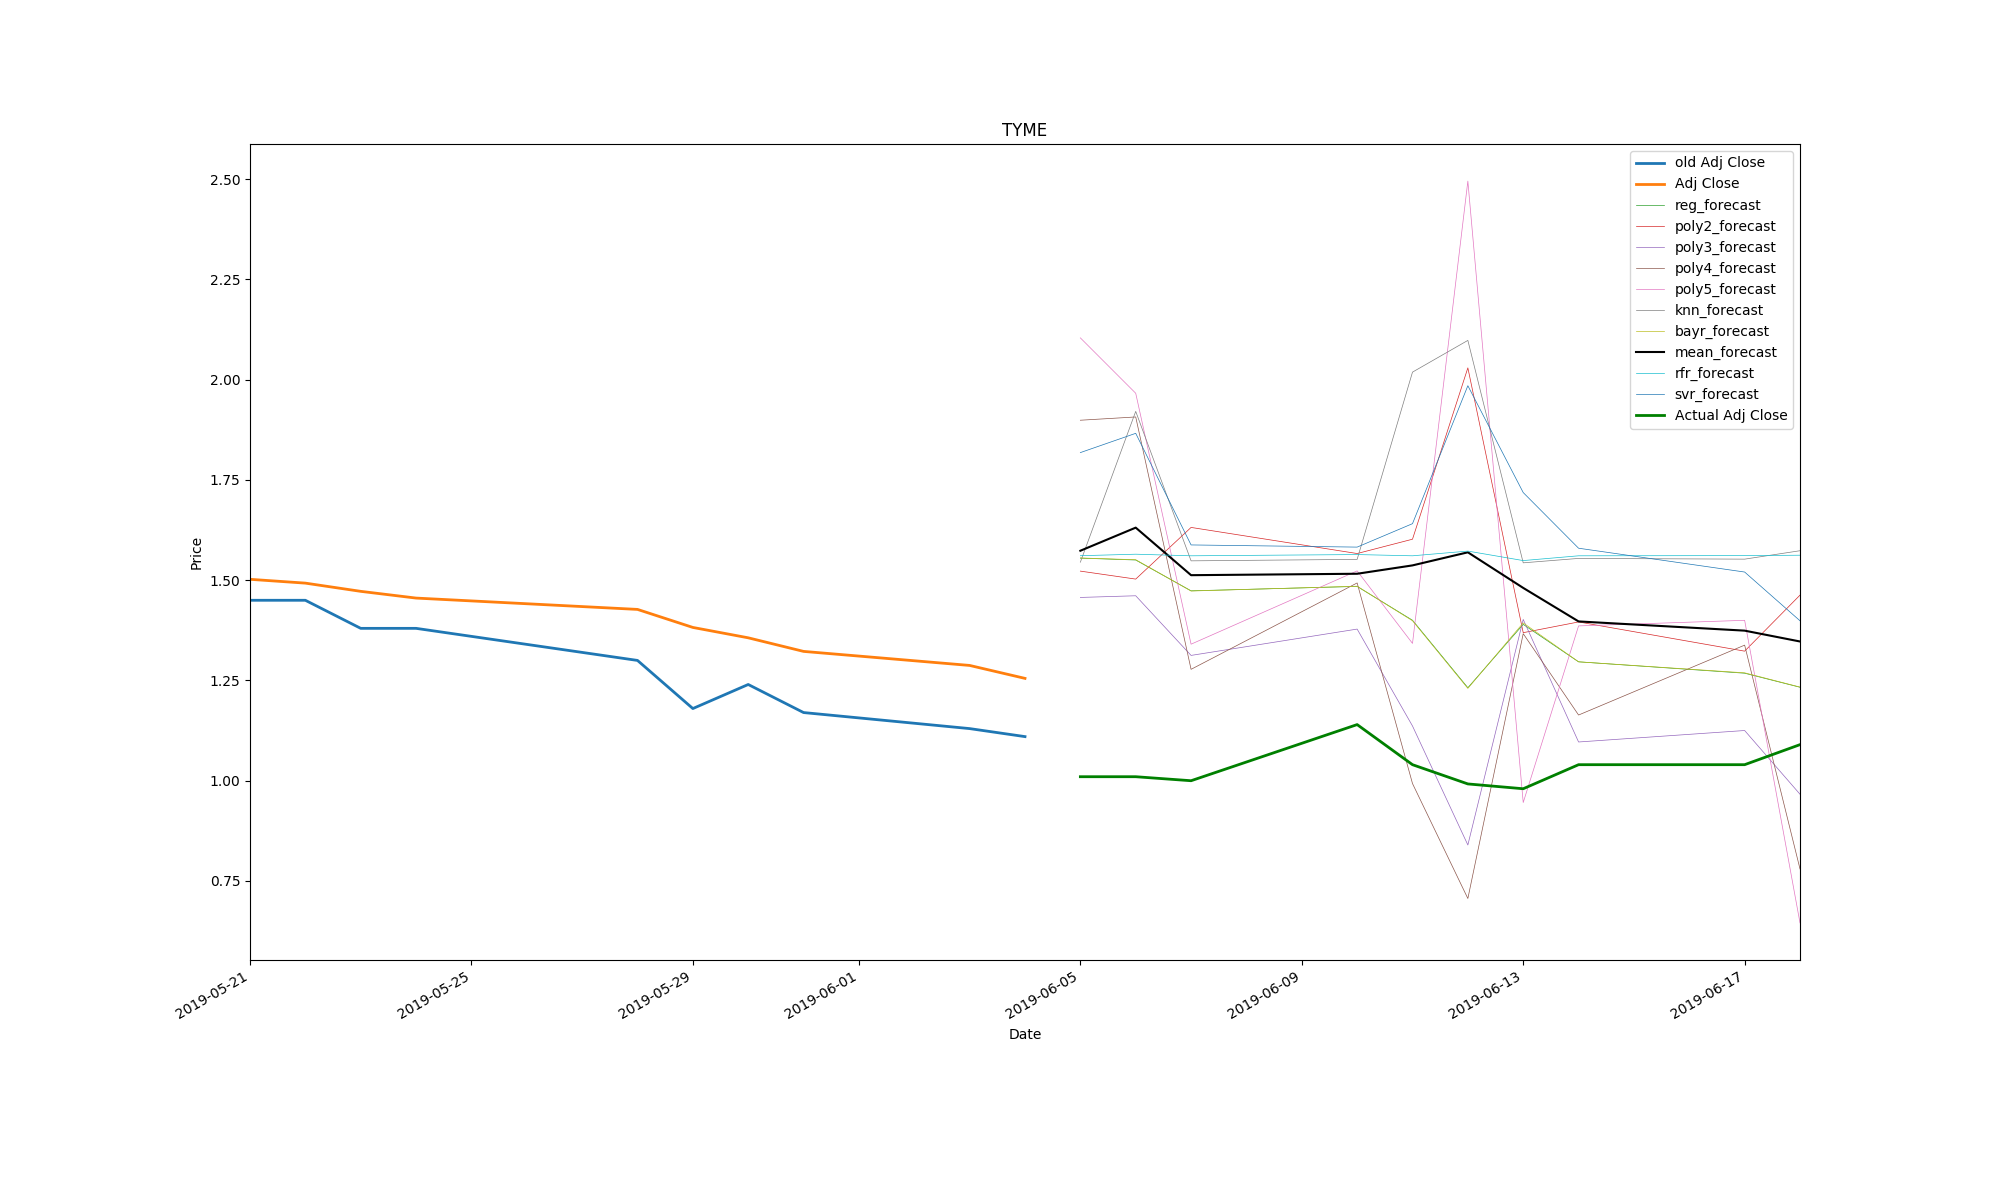 TYME
2.50
2.25
2.00
1.75
1.50
1.25
1.00
0.75
Price
old Adj Close
Adj Close
reg_forecast
poly2_forecast
poly3_forecast
poly4_forecast
poly5_forecast
knn_forecast
bayr_forecast
mean_forecast
rfr_forecast
svr_forecast
Actual Adj Close
2019-05-21
2019-05-25
2019-05-29
2019-06-01
2019-06-05
2019-06-09
2019-06-13
2019-06-17
Date